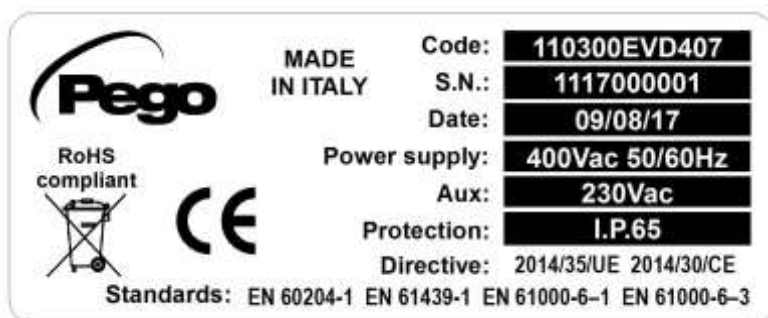 Pego
MADE
IN ITALY
RoHS
compliant
CE
Code: 110300EVD407
S.N.: 1117000001
Date: 09/08/17
Power supply: 400Vac 50/60Hz
Aux: 230Vac
Protection: I.P.65
Directive: 2014/35/UE 2014/30/CE
Standards: EN 60204-1 EN 61439-1 EN 61000-6–1 EN 61000-6–3